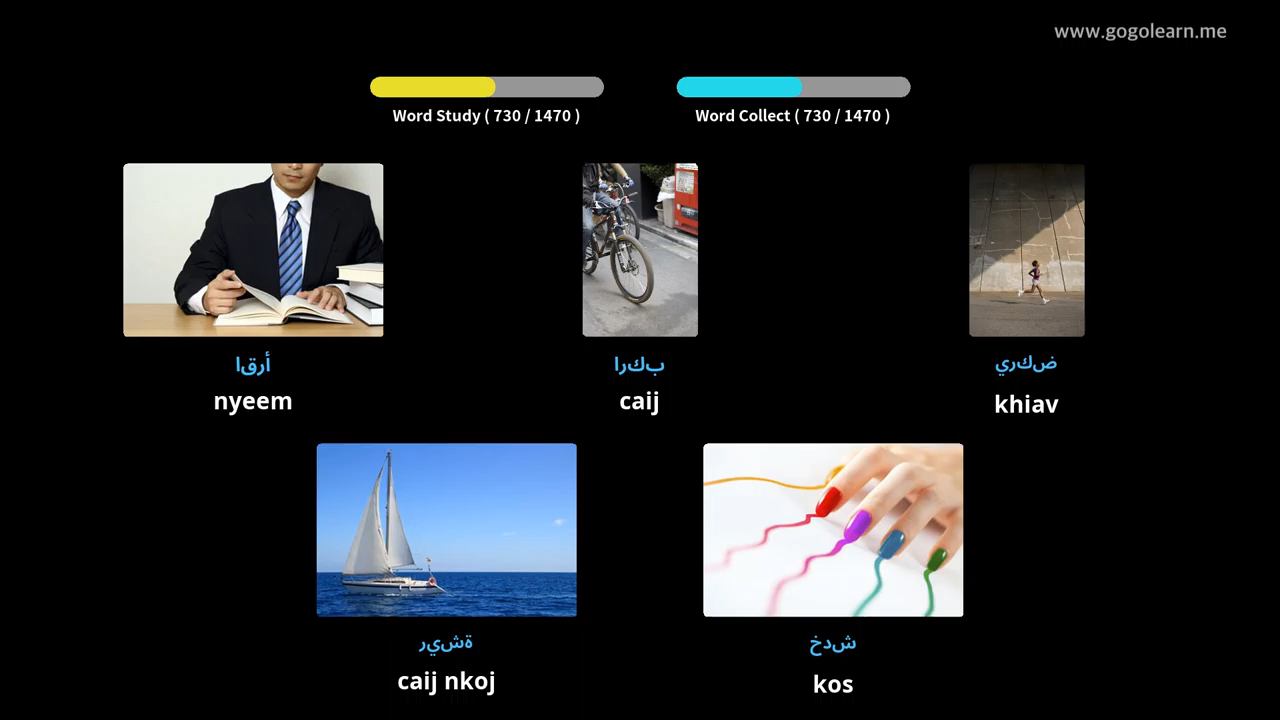 www.gogolearn.me
Word Study ( 730 / 1470 )
Word Collect ( 730 / 1470 )
أرقا
nyeem
بكرا
caij
ضكري
khiav
ةشير
caij nkoj
شدخ
kos